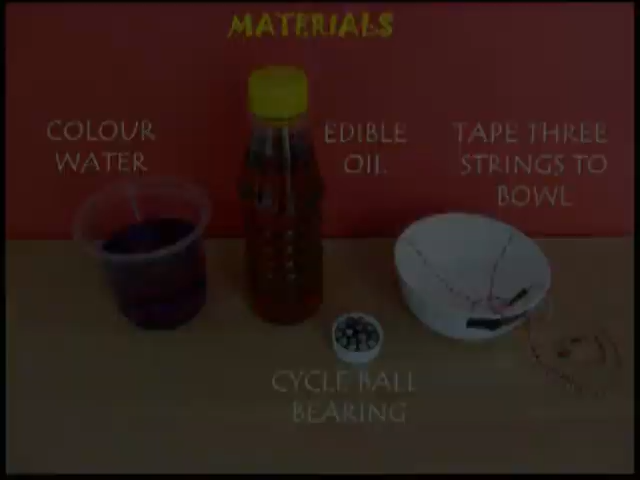 MATERIALS
COLOUR
WATER
EDIBLE
OIL
TAPE THREE
STRINGS TO
BOWL
CYCLE BALL
BEARING